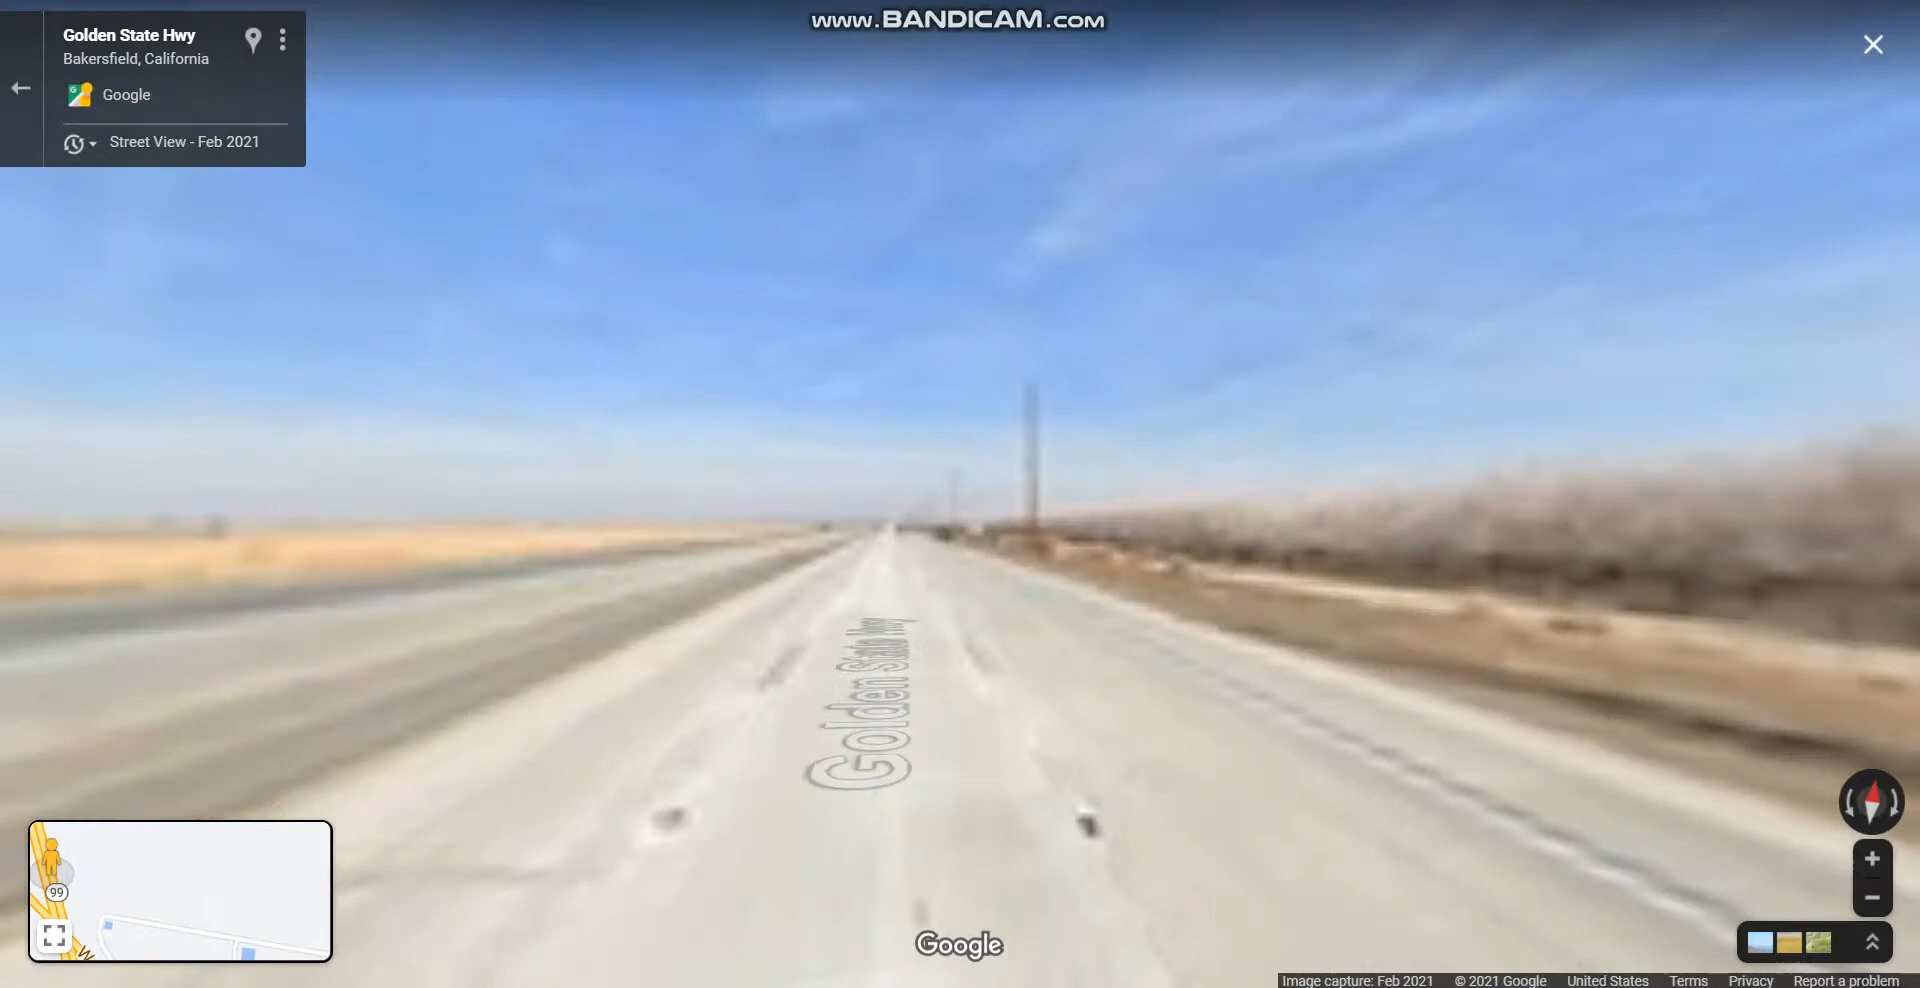 www.BANDICAM.com
Golden State Hwy
Bakersfield, California
Google
Street View - Feb 2021
Golden State Hwy
99
W
Google
Image capture: Feb 2021 © 2021 Google United States Terms Privacy Report a problem